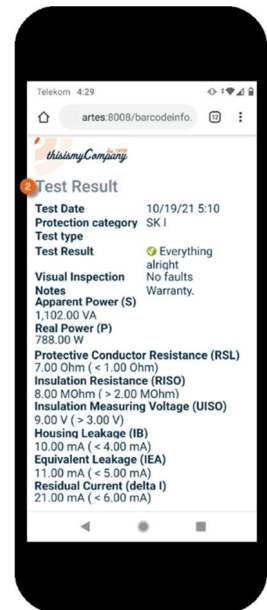 Telekom 4:29
artes:8008/barcodeinfo. 12
Est. 1978
thisismyCompany
2 Test Result
Test Date 10/19/21 5:10
Protection category SK I
Test type
Test Result Everything
alright
Visual Inspection No faults
Notes Warranty.
Apparent Power (S)
1,102.00 VA
Real Power (P)
788.00 W
Protective Conductor Resistance (RSL)
7.00 Ohm ( < 1.00 Ohm)
Insulation Resistance (RISO)
8.00 MOhm ( > 2.00 MOhm)
Insulation Measuring Voltage (UISO)
9.00 V ( > 3.00 V)
Housing Leakage (IB)
10.00 mA ( < 4.00 mA)
Equivalent Leakage (IEA)
11.00 mA ( < 5.00 mA)
Residual Current (delta I)
21.00 mA ( < 6.00 mA)